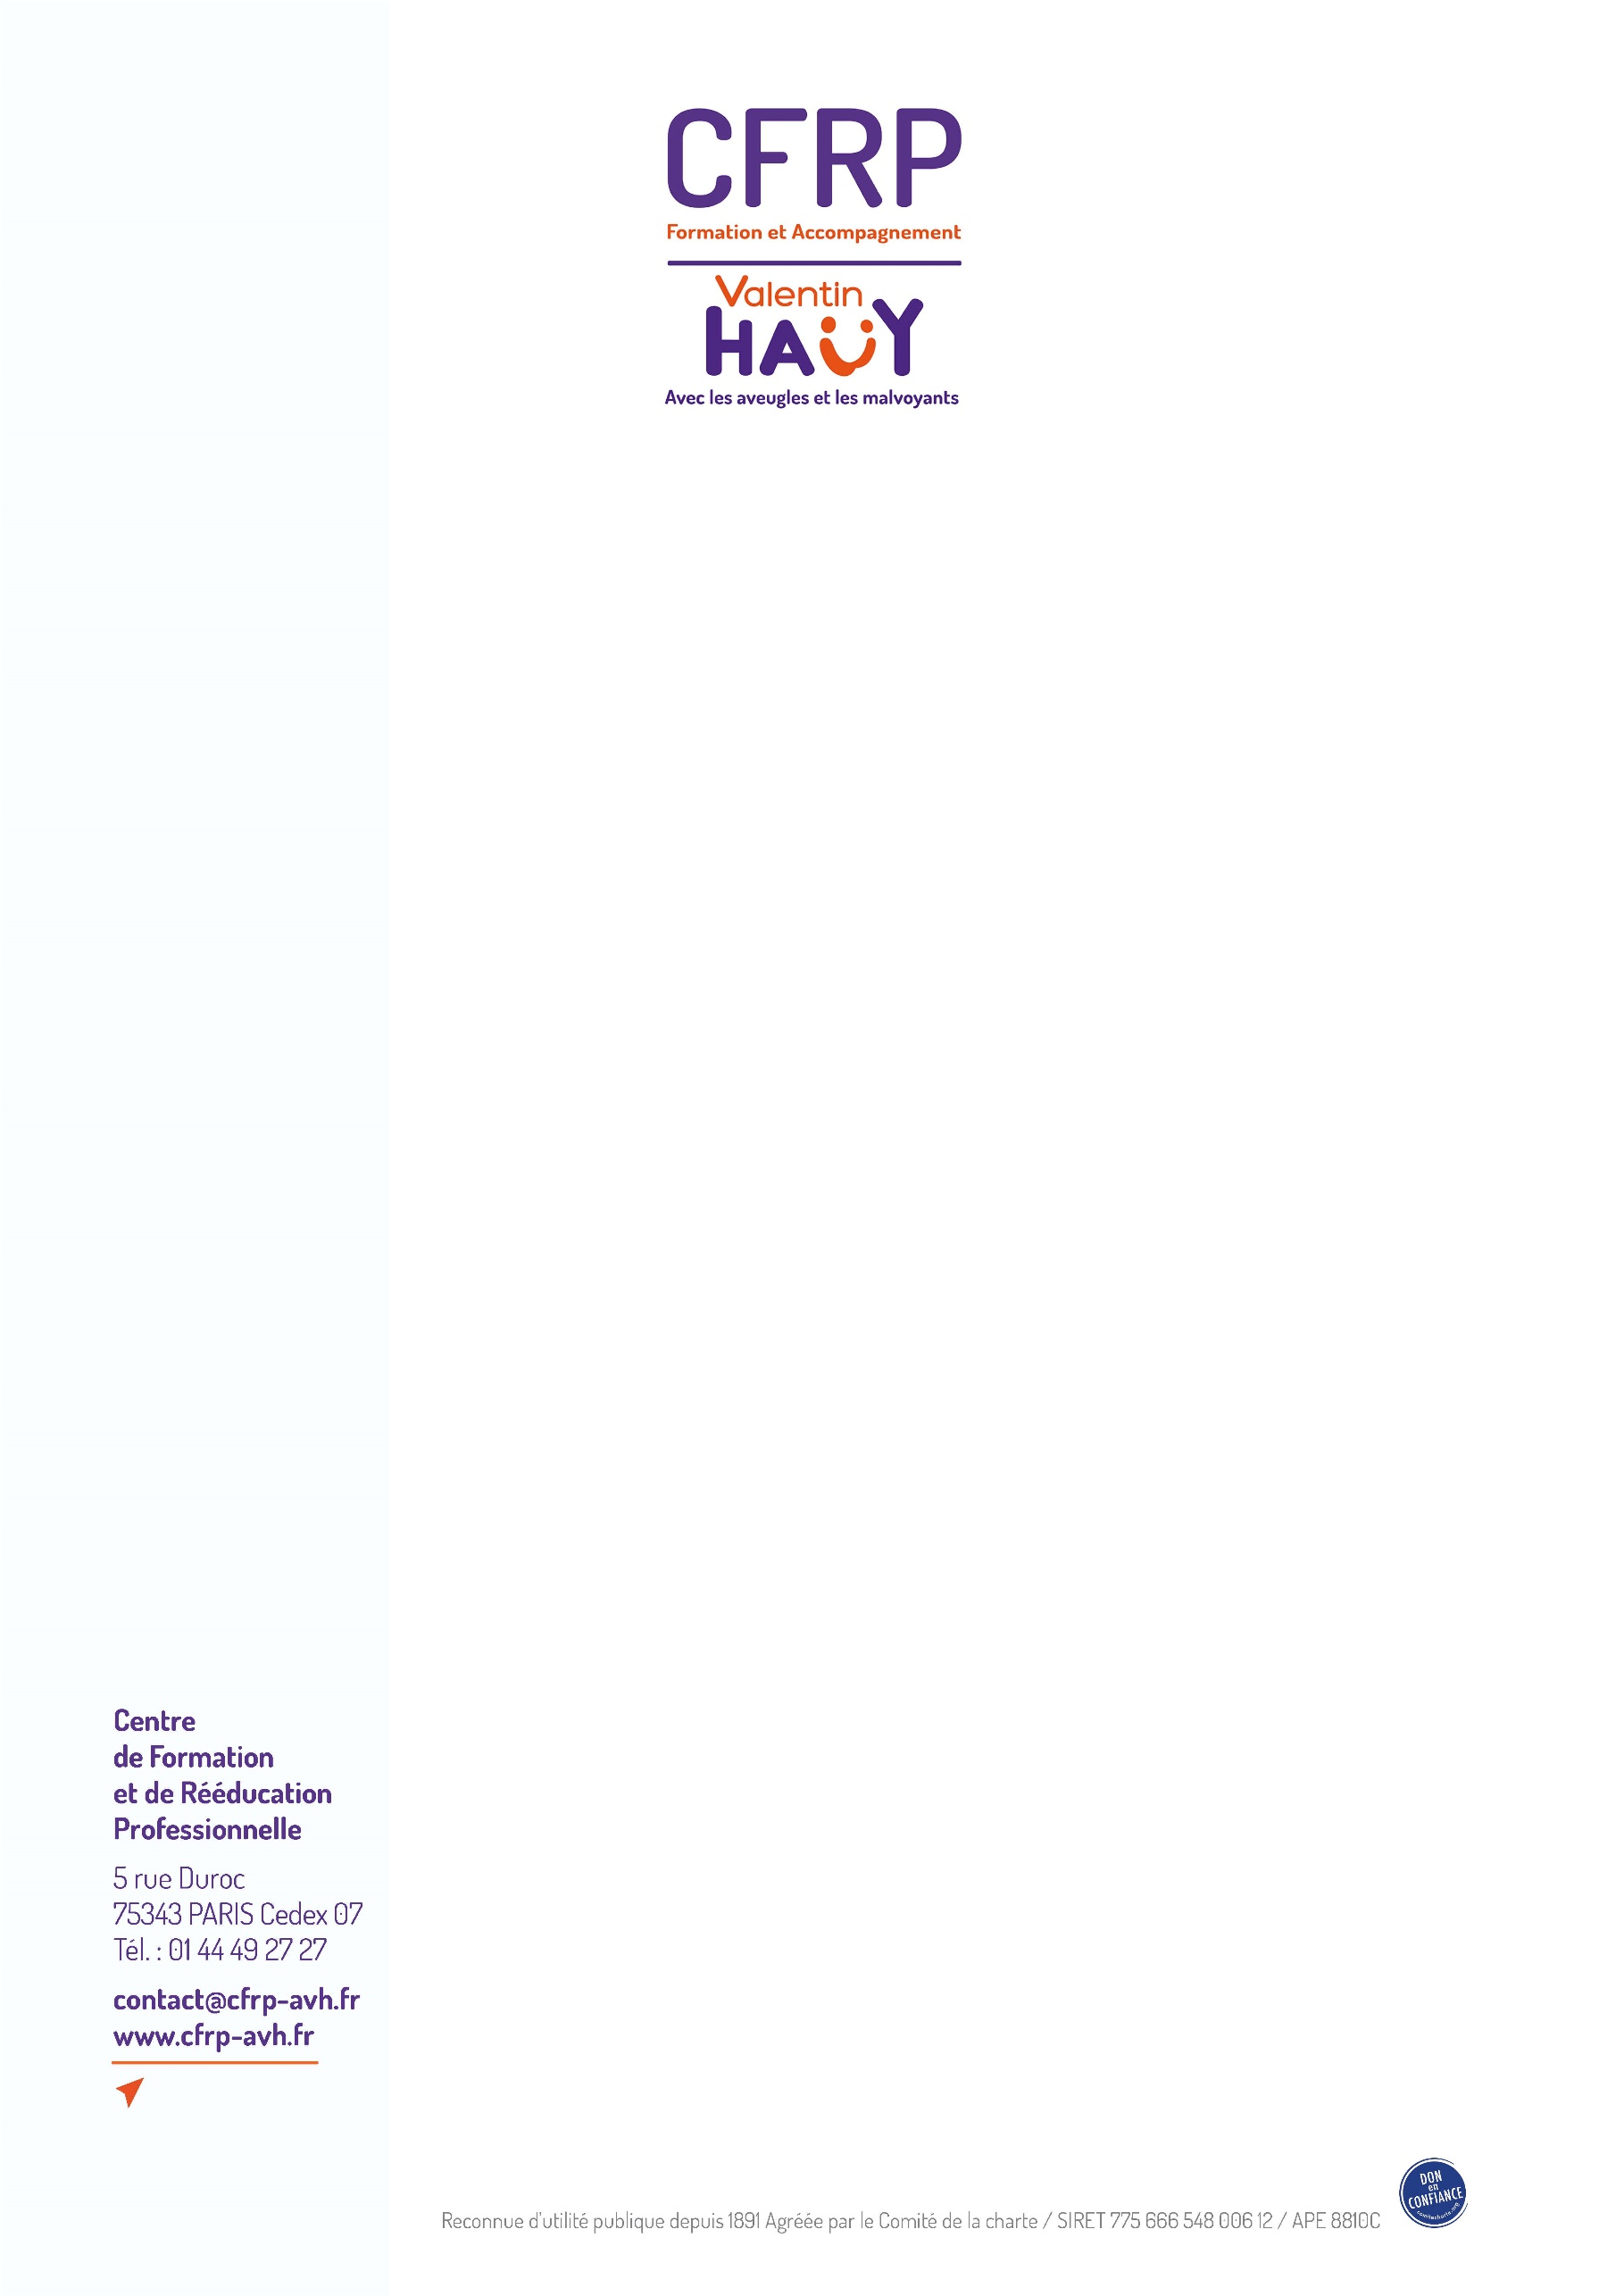 CFRP
Formation et Accompagnement
Valentin
HAÜY
Avec les aveugles et les malvoyants
Centre
de Formation
et de Rééducation
Professionnelle
5 rue Duroc
75343 PARIS Cedex 07
Tél. : 01 44 49 27 27
contact@cfrp-avh.fr
www.cfrp-avh.fr
DON
en
CONFIANCE
Reconnue d'utilité publique depuis 1891 Agréée par le Comité de la charte / SIRET 775 666 548 006 12 / APE 8810C